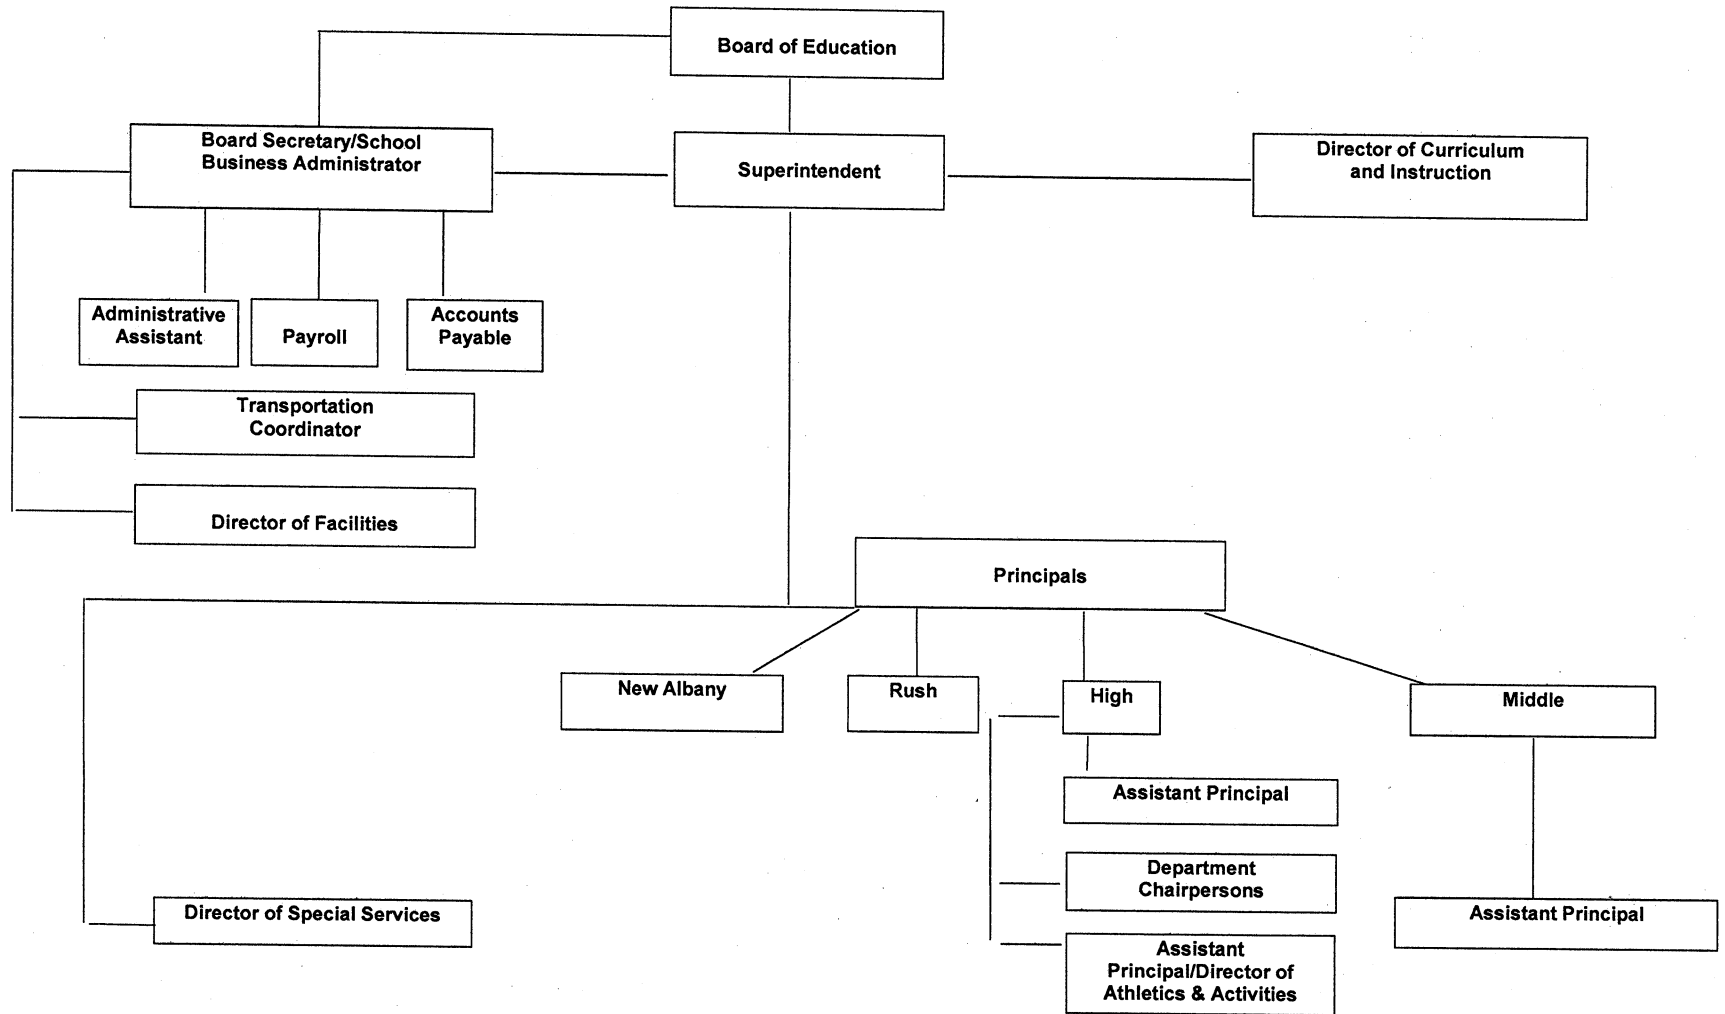 Board of Education
Board Secretary/School
Business Administrator
Superintendent
Director of Curriculum
and Instruction
Administrative
Assistant
Payroll
Accounts
Payable
Transportation
Coordinator
Director of Facilities
Principals
New Albany
Rush
High
Middle
Assistant Principal
Department
Chairpersons
Director of Special Services
Assistant Principal
Assistant
Principal/Director of
Athletics & Activities